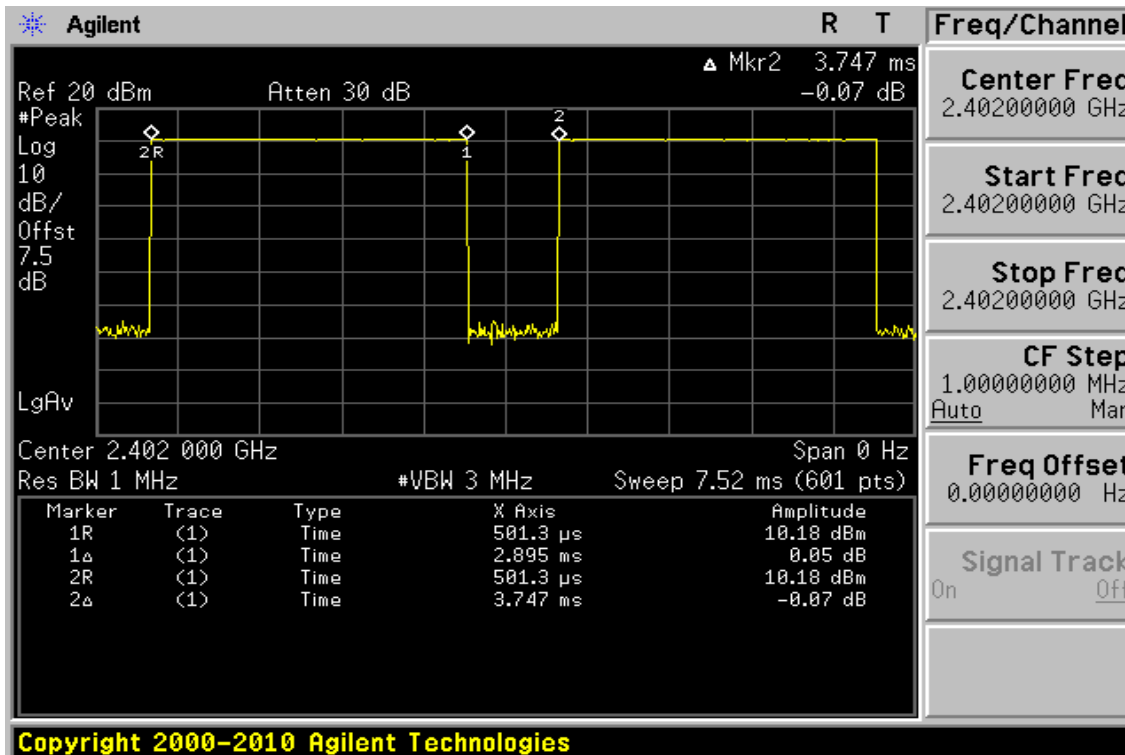 Agilent R T
Freq/Channel
▵ Mkr2 3.747 ms
Ref 20 dBm Atten 30 dB −0.07 dB
#Peak
Log
10
dB/
Offst
7.5
dB
LgAv
2R
1
2
Center 2.402 000 GHz Span 0 Hz
Res BW 1 MHz #VBW 3 MHz Sweep 7.52 ms (601 pts)
Marker Trace Type X Axis Amplitude
1R (1) Time 501.3 µs 10.18 dBm
1▵ (1) Time 2.895 ms 0.05 dB
2R (1) Time 501.3 µs 10.18 dBm
2▵ (1) Time 3.747 ms −0.07 dB
Center Freq
2.40200000 GHz
Start Freq
2.40200000 GHz
Stop Freq
2.40200000 GHz
CF Step
1.00000000 MHz
Auto Man
Freq Offset
0.00000000 Hz
Signal Track
On Off
Copyright 2000-2010 Agilent Technologies